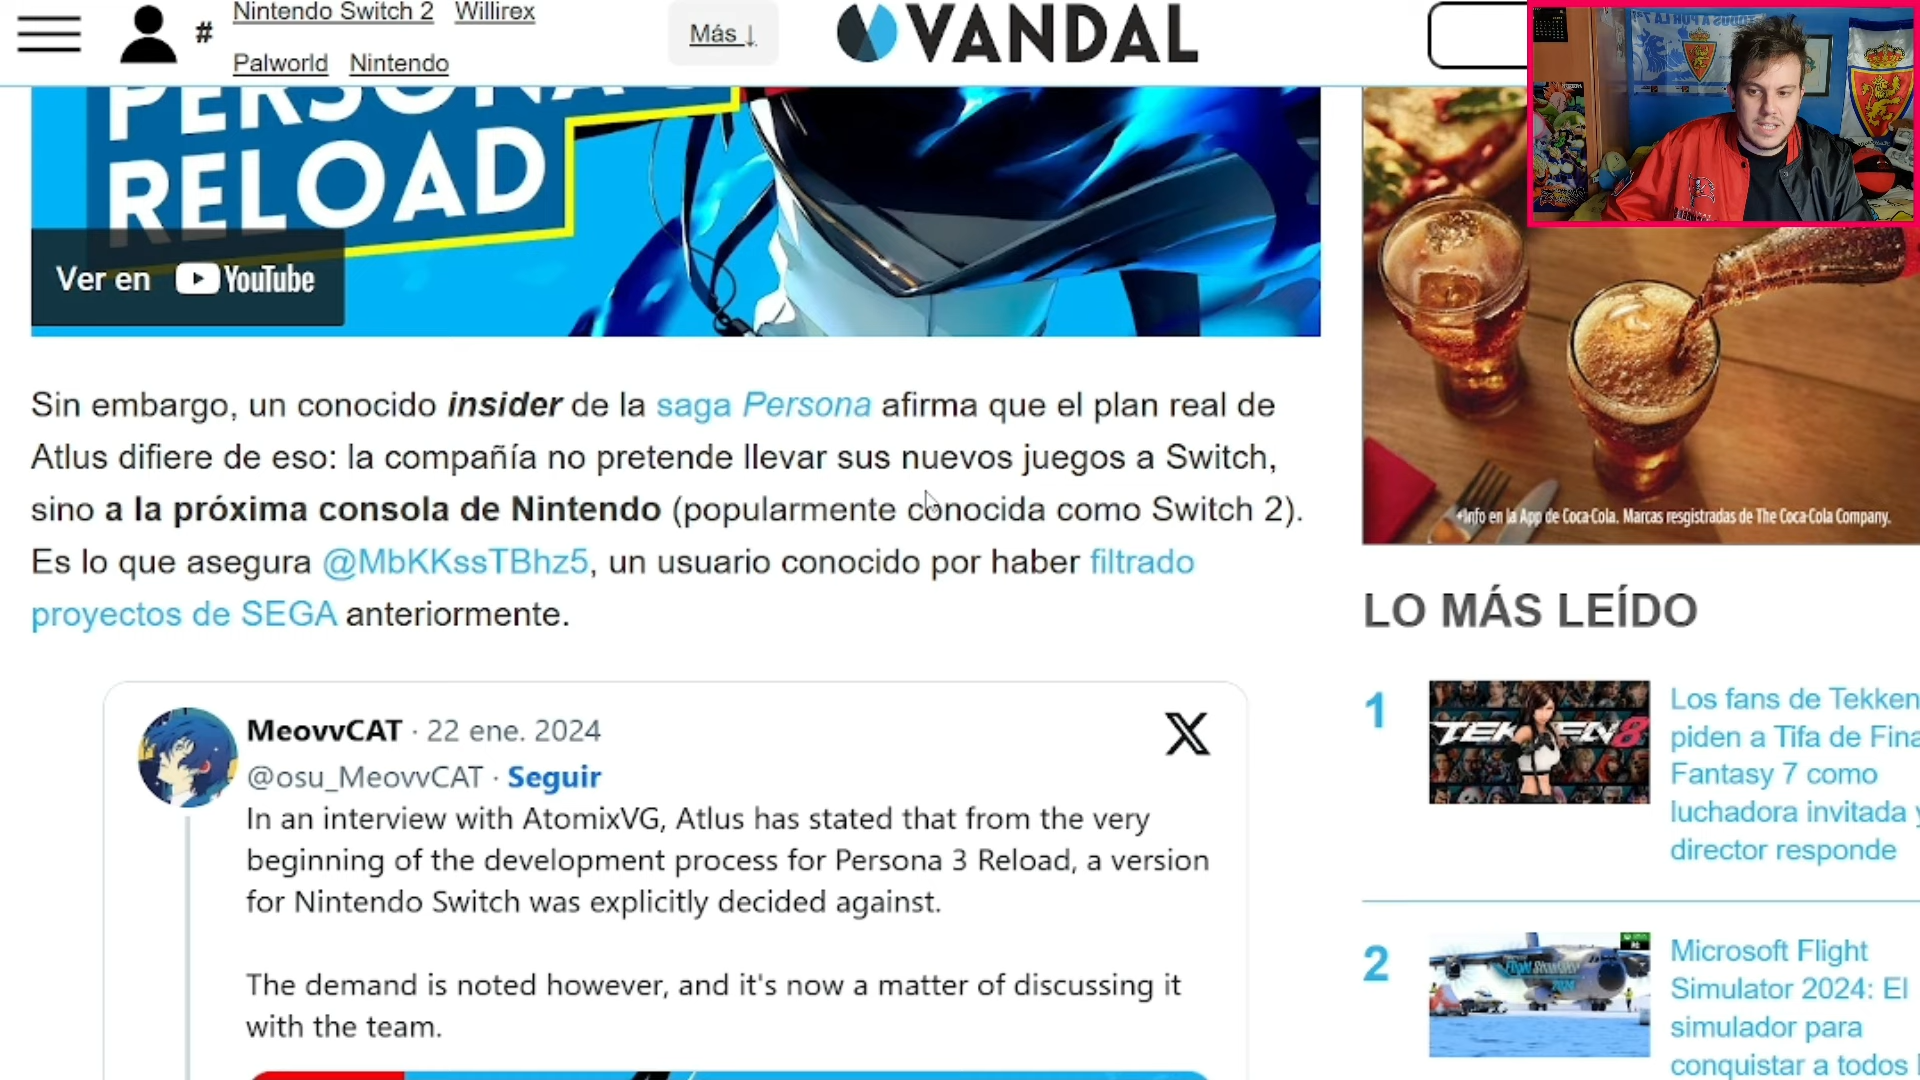 Nintendo Switch 2 Willirex
#
Palworld Nintendo
Más ↓
VANDAL
RELOAD
Ver en YouTube
Sin embargo, un conocido insider de la saga Persona afirma que el plan real de
Atlus difiere de eso: la compañía no pretende llevar sus nuevos juegos a Switch,
sino a la próxima consola de Nintendo (popularmente conocida como Switch 2).
Es lo que asegura @MbKKssTBhz5, un usuario conocido por haber filtrado
proyectos de SEGA anteriormente.
MeovvCAT · 22 ene. 2024
@osu_MeovvCAT · Seguir
In an interview with AtomixVG, Atlus has stated that from the very
beginning of the development process for Persona 3 Reload, a version
for Nintendo Switch was explicitly decided against.
The demand is noted however, and it's now a matter of discussing it
with the team.
+Info en la App de Coca-Cola. Marcas resgistradas de The Coca-Cola Company.
LO MÁS LEÍDO
1
TEKKEN 8
Los fans de Tekken
piden a Tifa de Fina
Fantasy 7 como
luchadora invitada y
director responde
2
Flight Simulator
2024
Microsoft Flight
Simulator 2024: El
simulador para
conquistar a todos